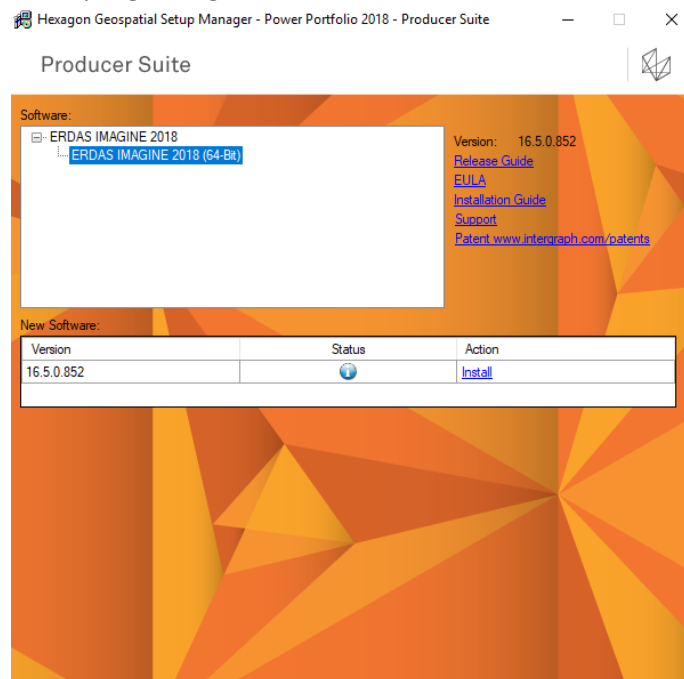 Hexagon Geospatial Setup Manager - Power Portfolio 2018 - Producer Suite
Producer Suite
Software:
ERDAS IMAGINE 2018
ERDAS IMAGINE 2018 (64-Bit)
Version: 16.5.0.852
Release Guide
EULA
Installation Guide
Support
Patent www.intergraph.com/patents
New Software:
Version Status Action
16.5.0.852 Install